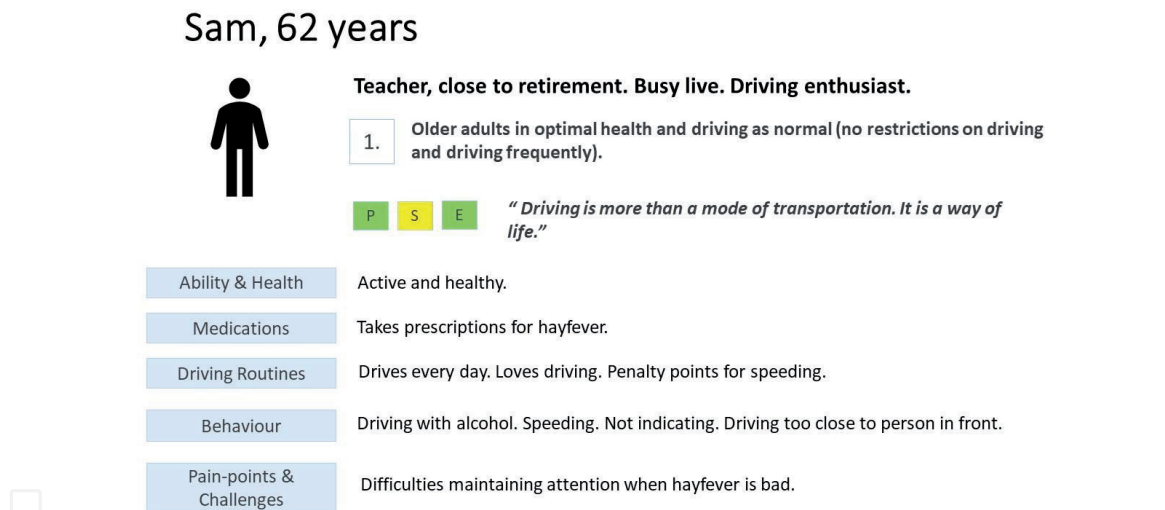 Sam, 62 years
Teacher, close to retirement. Busy live. Driving enthusiast.
1.
Older adults in optimal health and driving as normal (no restrictions on driving
and driving frequently).
P S E
“ Driving is more than a mode of transportation. It is a way of
life.”
Ability & Health
Active and healthy.
Medications
Takes prescriptions for hayfever.
Driving Routines
Drives every day. Loves driving. Penalty points for speeding.
Behaviour
Driving with alcohol. Speeding. Not indicating. Driving too close to person in front.
Pain-points &
Challenges
Difficulties maintaining attention when hayfever is bad.